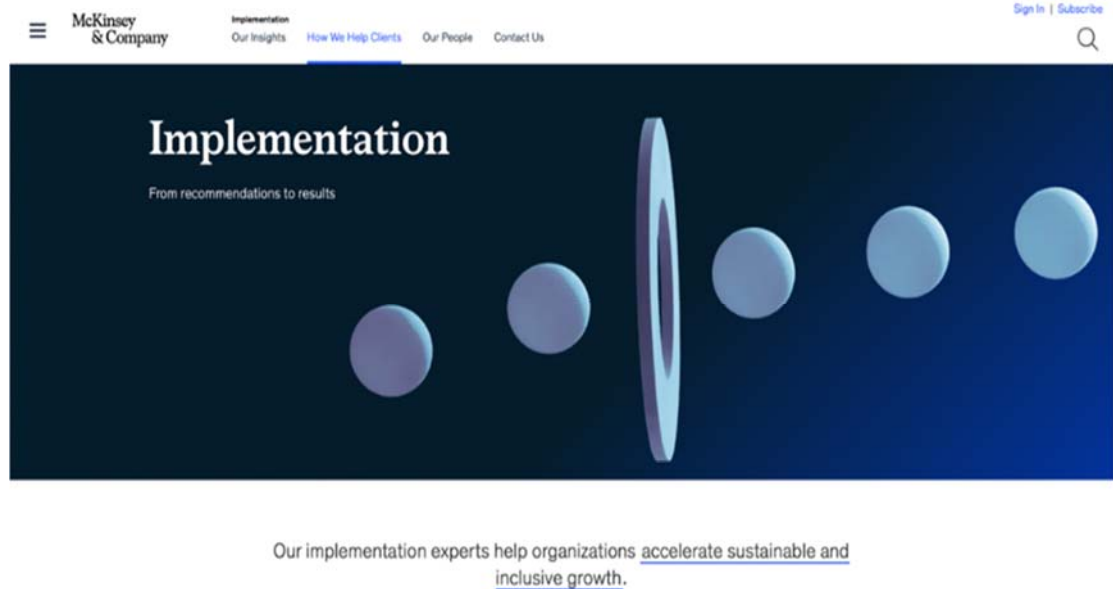 Sign In | Subscribe
McKinsey
& Company
Implementation
Our Insights How We Help Clients Our People Contact Us
Implementation
From recommendations to results
Our implementation experts help organizations accelerate sustainable and
inclusive growth.